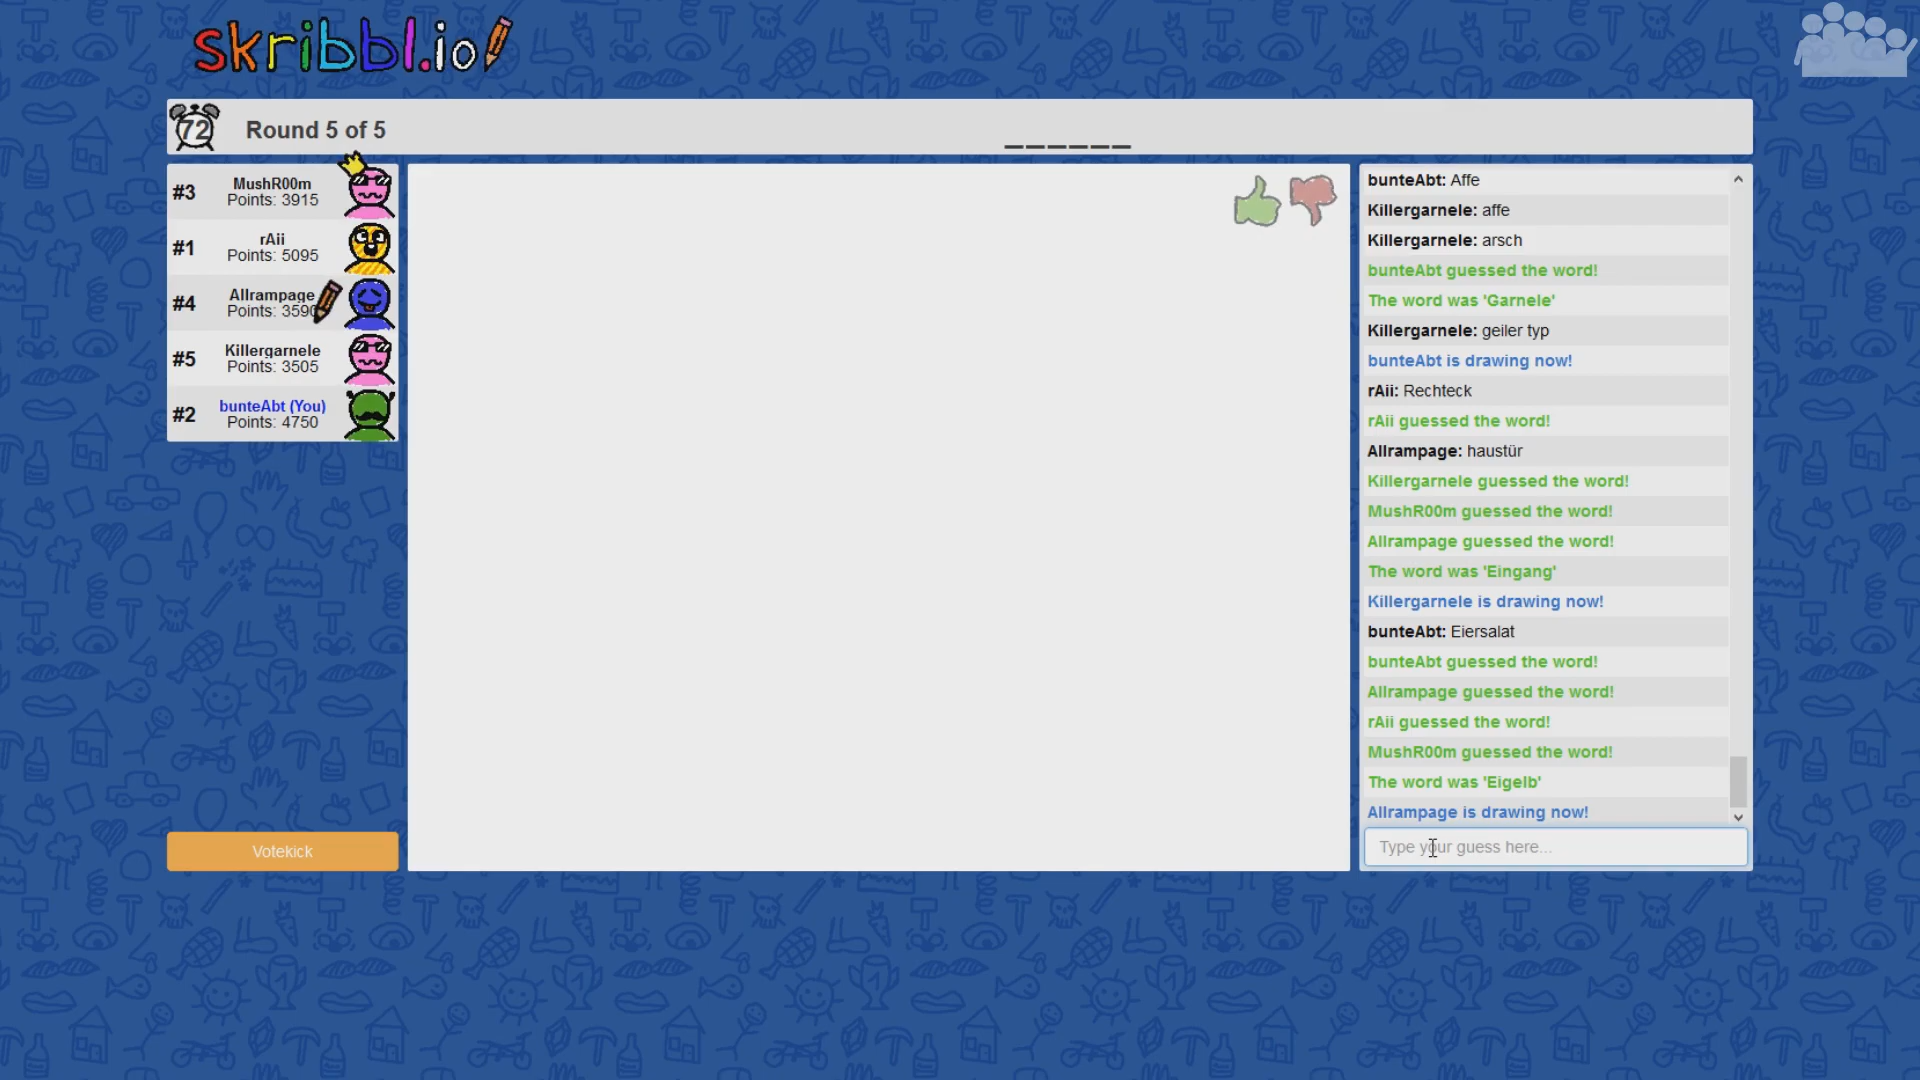 skribbl.io
72
Round 5 of 5
______
#3
MushR00m
Points: 3915
#1
rAii
Points: 5095
#4
Allrampage
Points: 3590
#5
Killergarnele
Points: 3505
#2
bunteAbt (You)
Points: 4750
Votekick
bunteAbt: Affe
Killergarnele: affe
Killergarnele: arsch
bunteAbt guessed the word!
The word was 'Garnele'
Killergarnele: geiler typ
bunteAbt is drawing now!
rAii: Rechteck
rAii guessed the word!
Allrampage: haustür
Killergarnele guessed the word!
MushR00m guessed the word!
Allrampage guessed the word!
The word was 'Eingang'
Killergarnele is drawing now!
bunteAbt: Eiersalat
bunteAbt guessed the word!
Allrampage guessed the word!
rAii guessed the word!
MushR00m guessed the word!
The word was 'Eigelb'
Allrampage is drawing now!
Type your guess here...